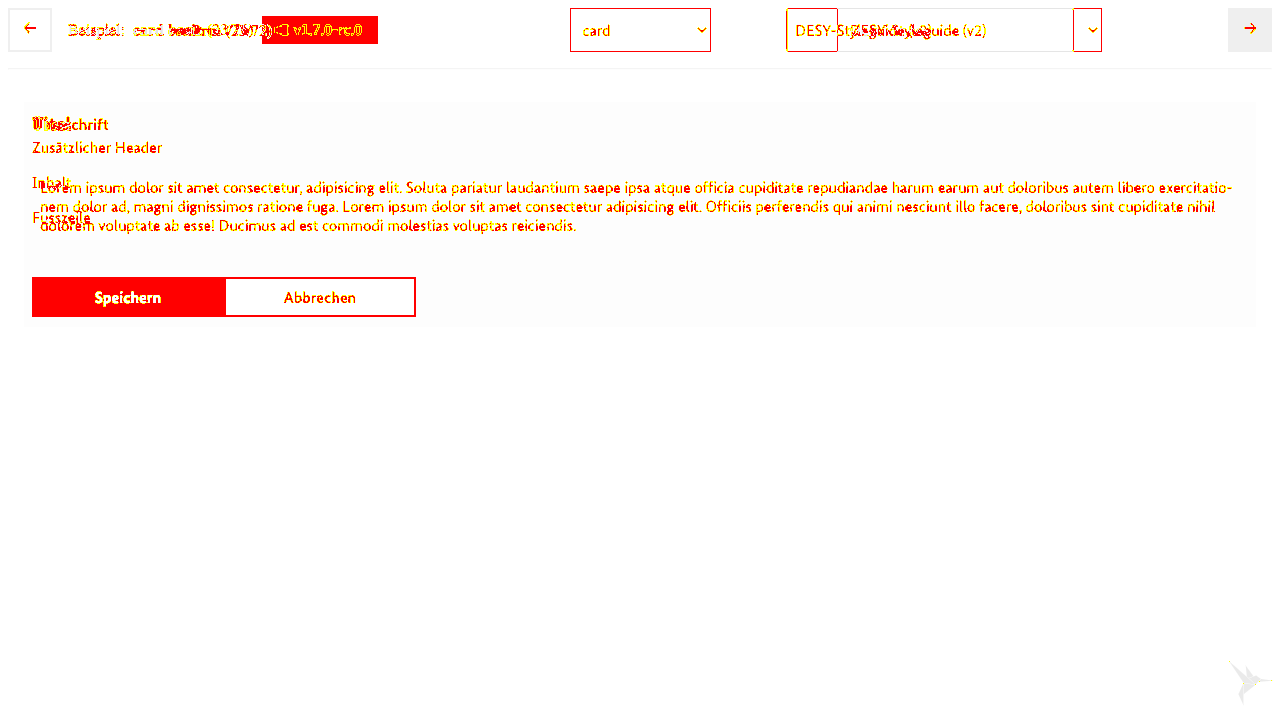 Beispiel: card v1.7.0-rc.0
card
DESY-Styleguide (v2)
Überschrift
Zusätzlicher Header
Inhalt
Lorem ipsum dolor sit amet consectetur, adipisicing elit. Soluta pariatur laudantium saepe ipsa atque officia cupiditate repudiandae harum earum aut doloribus autem libero exercitatio-
nem dolor ad, magni dignissimos ratione fuga. Lorem ipsum dolor sit amet consectetur adipisicing elit. Officiis perferendis qui animi nesciunt illo facere, doloribus sint cupiditate nihil
Fusszeile
dolorem voluptate ab esse! Ducimus ad est commodi molestias voluptas reiciendis.
Speichern
Abbrechen